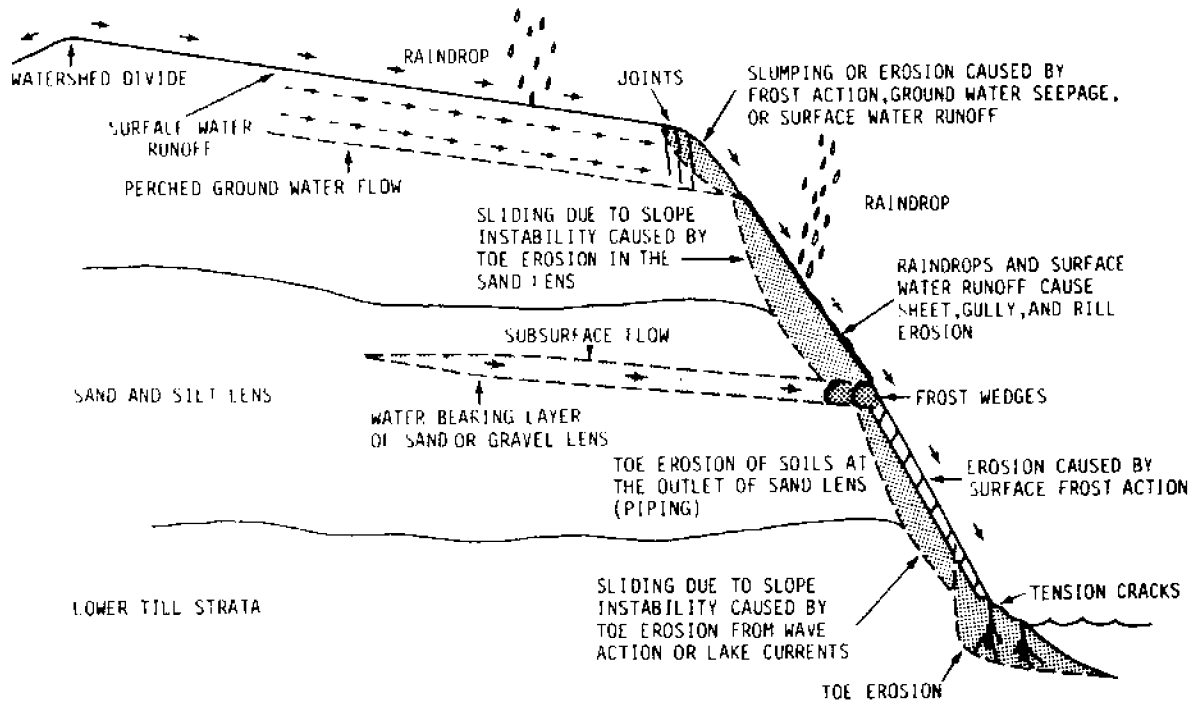 RAINDROP
WATERSHED DIVIDE
JOINTS
SLUMPING OR EROSION CAUSED BY
FROST ACTION, GROUND WATER SEEPAGE,
OR SURFACE WATER RUNOFF
SURFACE WATER
RUNOFF
PERCHED GROUND WATER FLOW
RAINDROP
SLIDING DUE TO SLOPE
INSTABILITY CAUSED BY
TOE EROSION IN THE
SAND LENS
RAINDROPS AND SURFACE
WATER RUNOFF CAUSE
SHEET, GULLY, AND RILL
EROSION
SUBSURFACE FLOW
SAND AND SILT LENS
FROST WEDGES
WATER BEARING LAYER
OF SAND OR GRAVEL LENS
TOE EROSION OF SOILS AT
THE OUTLET OF SAND LENS
(PIPING)
EROSION CAUSED BY
SURFACE FROST ACTION
SLIDING DUE TO SLOPE
INSTABILITY CAUSED BY
TOE EROSION FROM WAVE
ACTION OR LAKE CURRENTS
TENSION CRACKS
LOWER TILL STRATA
TOE EROSION